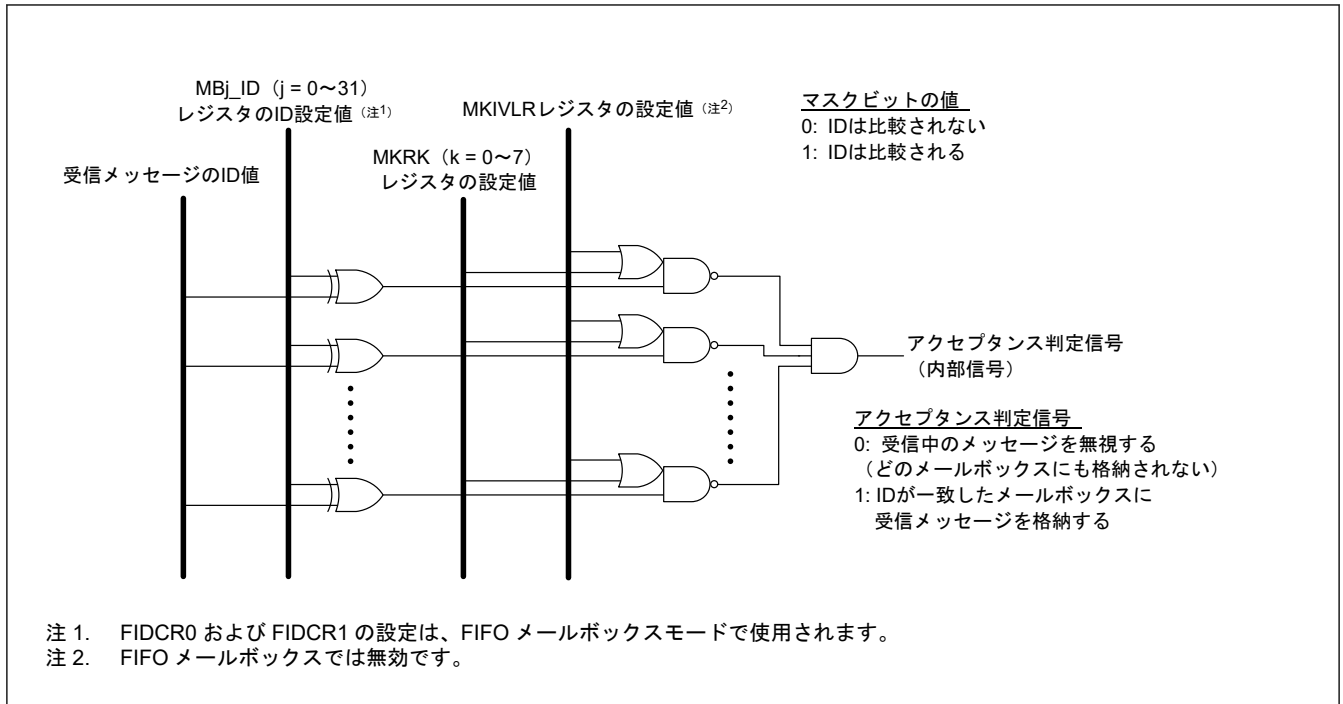 MBj_ID（j = 0～31）
レジスタのID設定値（注1）
MKIVLRレジスタの設定値（注2）
マスクビットの値
0: IDは比較されない
1: IDは比較される
受信メッセージのID値
MKRK（k = 0～7）
レジスタの設定値
アクセプタンス判定信号
（内部信号）
アクセプタンス判定信号
0: 受信中のメッセージを無視する
（どのメールボックスにも格納されない）
1: IDが一致したメールボックスに
受信メッセージを格納する
注 1. FIDCR0 および FIDCR1 の設定は、FIFO メールボックスモードで使用されます。
注 2. FIFO メールボックスでは無効です。